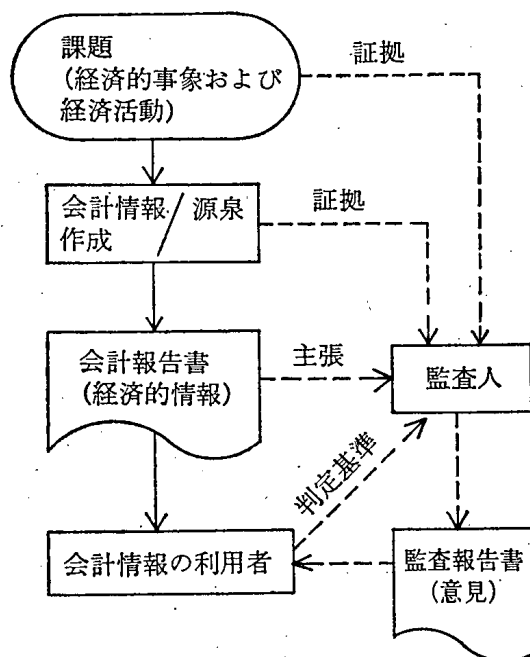 課題
(経済的事象および
経済活動)
証拠
会計情報/源泉
作成
証拠
会計報告書
(経済的情報)
主張
監査人
判定基準
会計情報の利用者
監査報告書
(意見)